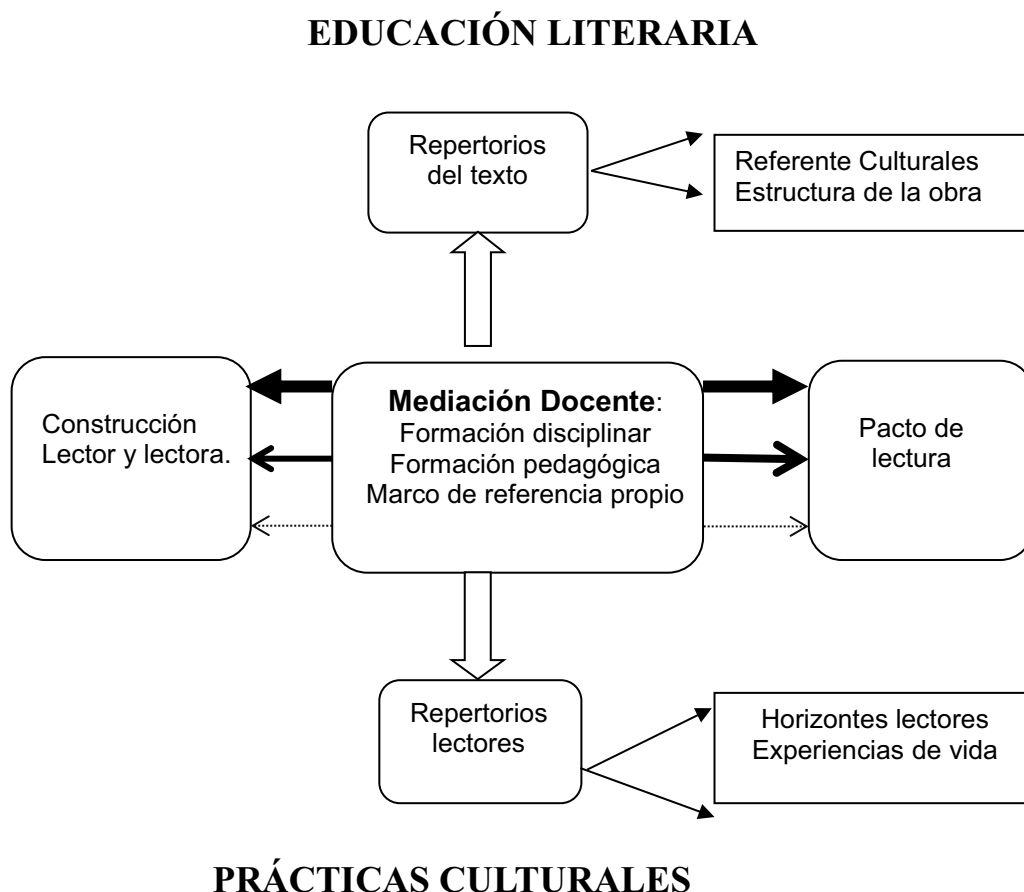 EDUCACIÓN LITERARIA
Repertorios
del texto
Referente Culturales
Estructura de la obra
Construcción
Lector y lectora.
Mediación Docente:
Formación disciplinar
Formación pedagógica
Marco de referencia propio
Pacto de
lectura
Repertorios
lectores
Horizontes lectores
Experiencias de vida
PRÁCTICAS CULTURALES